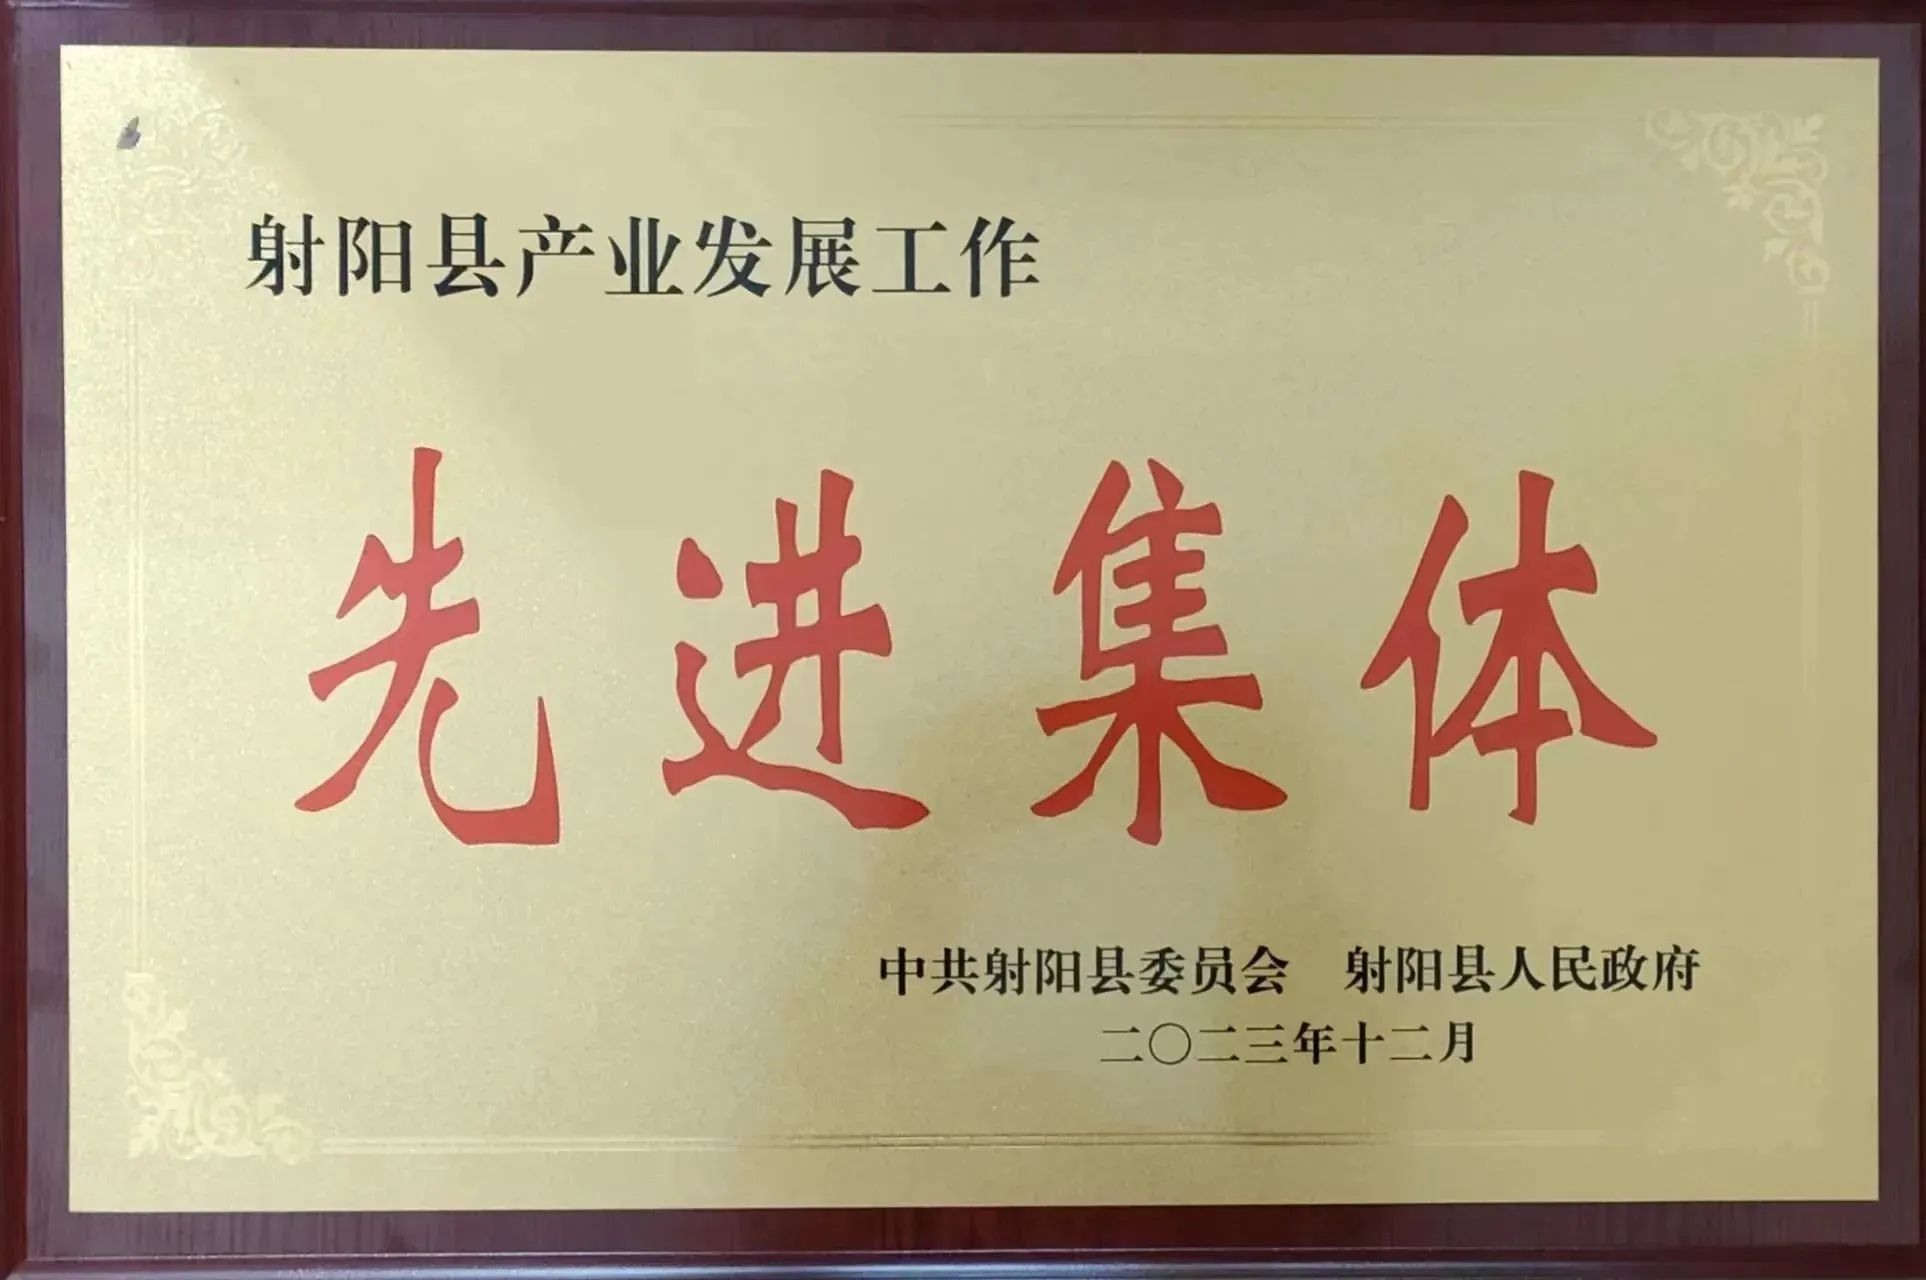 射阳县产业发展工作
先进集体
中共射阳县委员会　射阳县人民政府
二〇二三年十二月